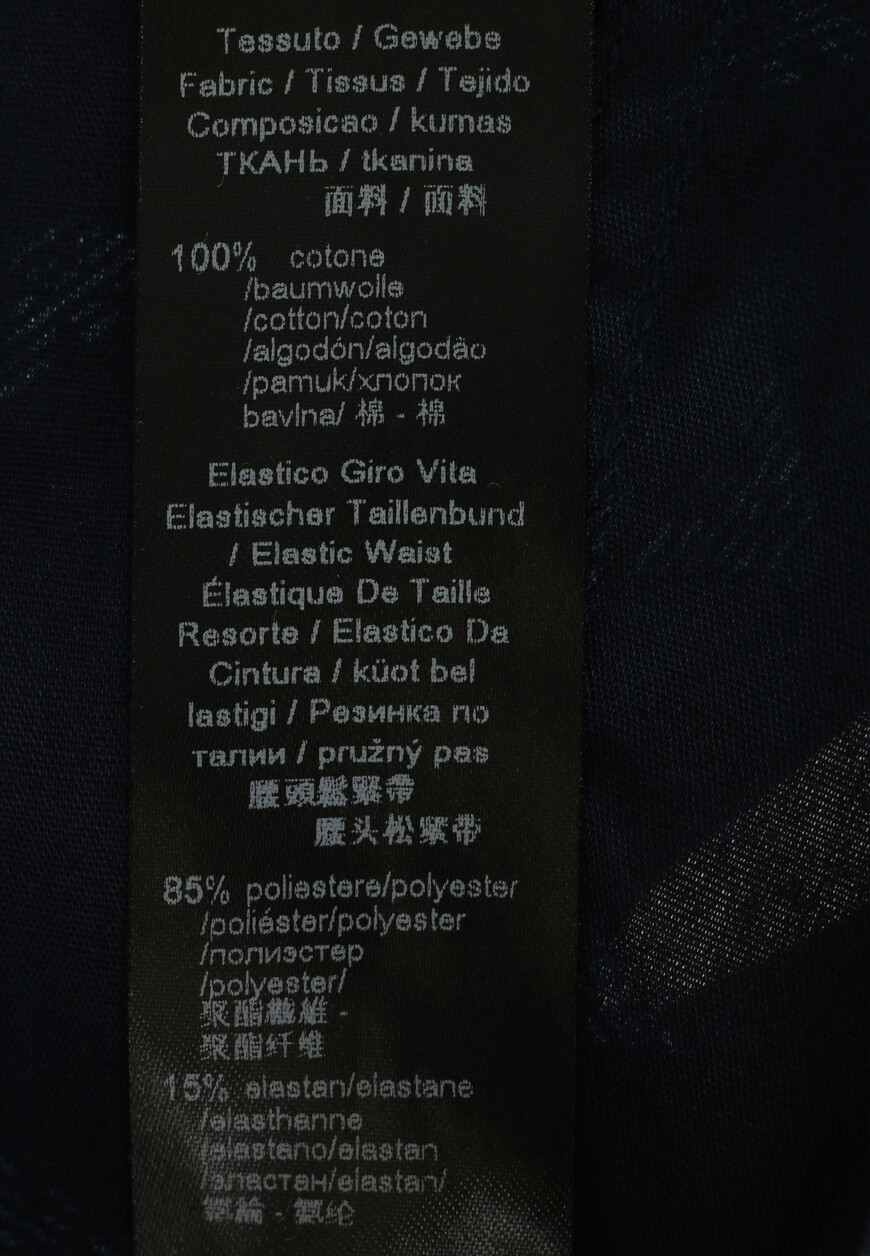 Tessuto / Gewebe
Fabric / Tissus / Tejido
Composicao / kumas
ТКАНЬ / tkanina
面料 / 面料
100% cotone
/baumwolle
/cotton/coton
/algodón/algodão
/pamuk/хлопок
bavlna/ 棉 - 棉
Elastico Giro Vita
Elastischer Taillenbund
/ Elastic Waist
Élastique De Taille
Resorte / Elastico Da
Cintura / küot bel
lastigi / Резинка по
талии / pružný pas
腰頭鬆緊帶
腰头松紧带
85% poliestere/polyester
/poliéster/polyester
/полиэстер
/polyester/
聚酯纖維 -
聚酯纤维
15% elastan/elastane
/elasthanne
/elastano/elastan
/эластан/elastan/
氨綸 - 氨纶